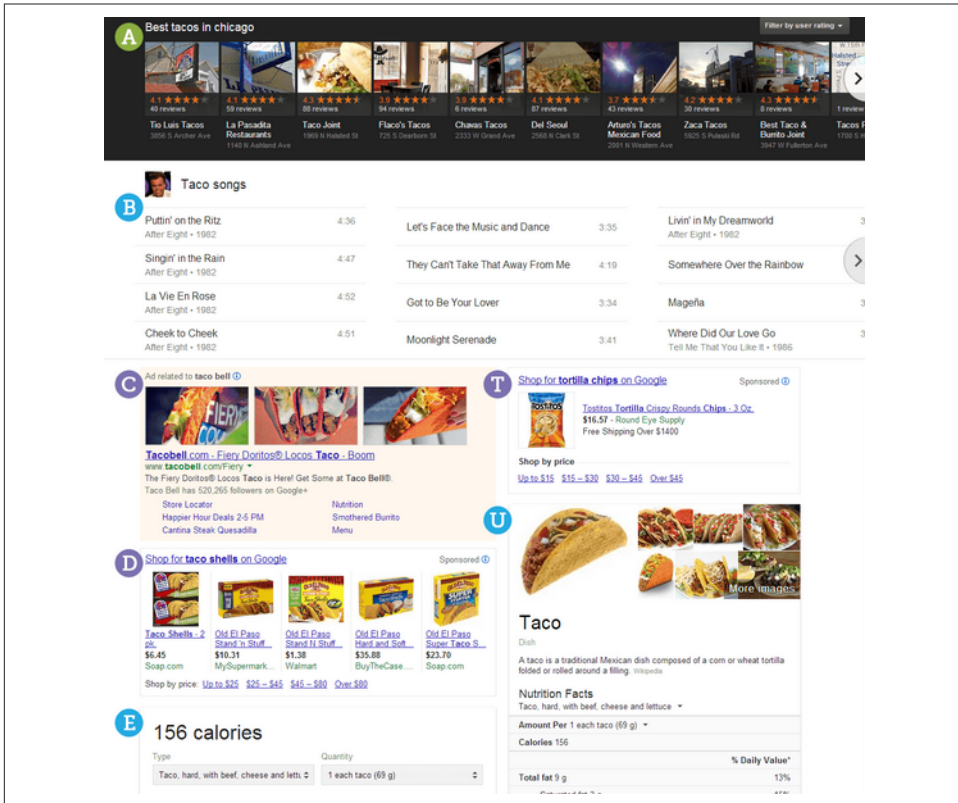 A
Best tacos in chicago
Filter by user rating
4.1
40 reviews
Tio Luis Tacos
3856 S Archer Ave
4.1
59 reviews
La Pasadita
Restaurants
1140 N Ashland Ave
4.3
88 reviews
Taco Joint
1969 N Halsted St
3.9
94 reviews
Flaco's Tacos
725 S Dearborn St
3.9
6 reviews
Chavas Tacos
2333 W Grand Ave
4.1
87 reviews
Del Seoul
2568 N Clark St
3.7
43 reviews
Arturo's Tacos
Mexican Food
2001 N Western Ave
4.2
30 reviews
Zaca Tacos
5925 S Pulaski Rd
4.3
8 reviews
Best Taco &
Burrito Joint
3947 W Fullerton Ave
1 review
Tacos
1700 S
B
Taco songs
Puttin' on the Ritz 4:36
After Eight • 1982
Singin' in the Rain 4:47
After Eight • 1982
La Vie En Rose 4:52
After Eight • 1982
Cheek to Cheek 4:51
After Eight • 1982
Let's Face the Music and Dance 3:35
They Can't Take That Away From Me 4:19
Got to Be Your Lover 3:34
Moonlight Serenade 3:41
Livin' in My Dreamworld 3
After Eight • 1982
Somewhere Over the Rainbow
Mageña 3
Where Did Our Love Go 3
Tell Me That You Like It • 1986
C
Ad related to taco bell
Tacobell.com - Fiery Doritos® Locos Taco - Boom
www.tacobell.com/Fiery
The Fiery Doritos® Locos Taco is Here! Get Some at Taco Bell®.
Taco Bell has 520,265 followers on Google+
Store Locator Nutrition
Happier Hour Deals 2-5 PM Smothered Burrito
Cantina Steak Quesadilla Menu
D
Shop for taco shells on Google Sponsored
Taco Shells - 2
pk.
$6.45
Soap.com
Old El Paso
Stand 'n Stuff...
$10.31
MySupermark...
Old El Paso
Stand N Stuff...
$1.38
Walmart
Old El Paso
Hard and Soft...
$35.88
BuyTheCase....
Old El Paso
Super Taco S...
$23.70
Soap.com
Shop by price: Up to $25 $25 – $45 $45 – $80 Over $80
E
156 calories
Type Quantity
Taco, hard, with beef, cheese and lettu 1 each taco (69 g)
T
Shop for tortilla chips on Google Sponsored
TOSTITOS
Tostitos Tortilla Crispy Rounds Chips - 3 Oz.
$16.57 - Round Eye Supply
Free Shipping Over $1400
Shop by price
Up to $15 $15 – $30 $30 – $45 Over $45
U
More images
Taco
Dish
A taco is a traditional Mexican dish composed of a corn or wheat tortilla
folded or rolled around a filling. Wikipedia
Nutrition Facts
Taco, hard, with beef, cheese and lettuce
Amount Per 1 each taco (69 g)
Calories 156
% Daily Value*
Total fat 9 g 13%